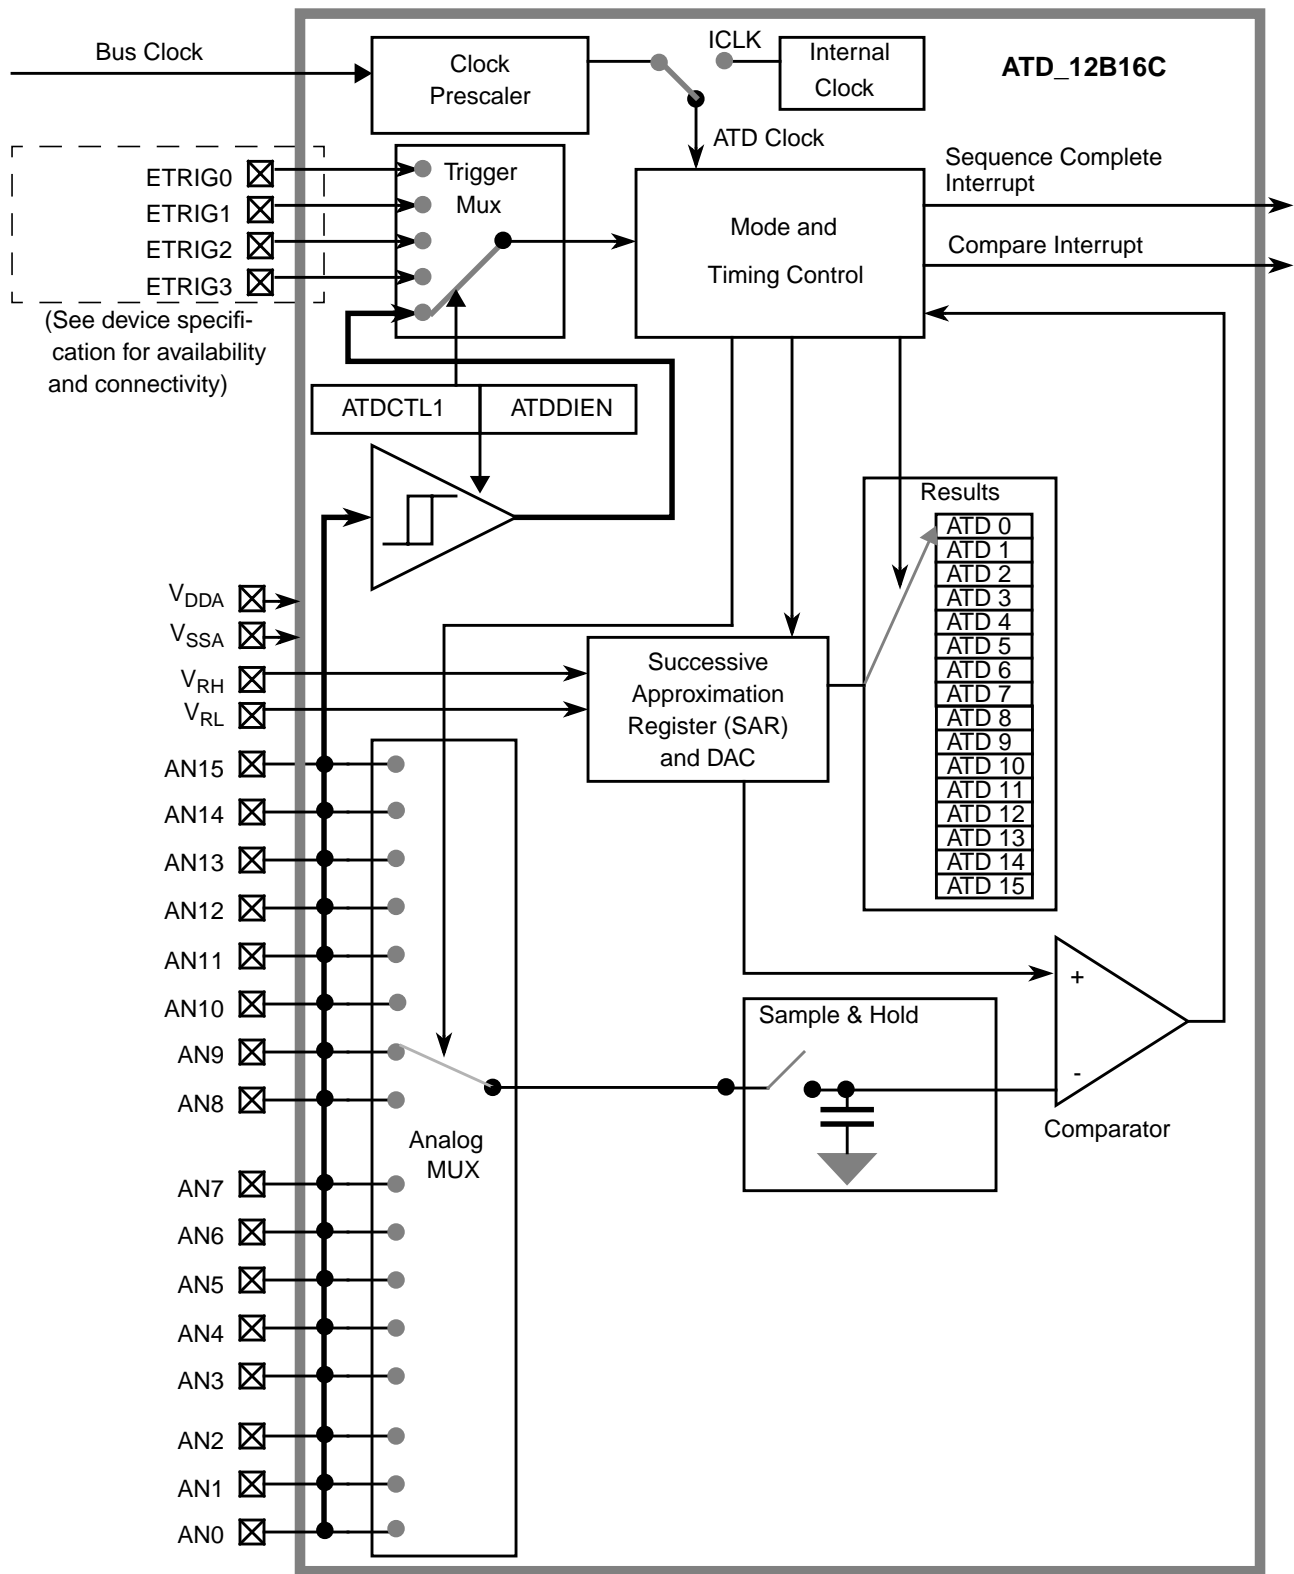 Bus Clock
Clock
Prescaler
ICLK
Internal
Clock
ATD_12B16C
ATD Clock
ETRIG0
ETRIG1
ETRIG2
ETRIG3
(See device specifi-
cation for availability
and connectivity)
Trigger
Mux
Mode and
Timing Control
Sequence Complete
Interrupt
Compare Interrupt
ATDCTL1
ATDDIEN
Results
ATD 0
ATD 1
ATD 2
ATD 3
ATD 4
ATD 5
ATD 6
ATD 7
ATD 8
ATD 9
ATD 10
ATD 11
ATD 12
ATD 13
ATD 14
ATD 15
VDDA
VSSA
VRH
VRL
Successive
Approximation
Register (SAR)
and DAC
AN15
AN14
AN13
AN12
AN11
AN10
AN9
AN8
AN7
AN6
AN5
AN4
AN3
AN2
AN1
AN0
Analog
MUX
Sample & Hold
+
-
Comparator